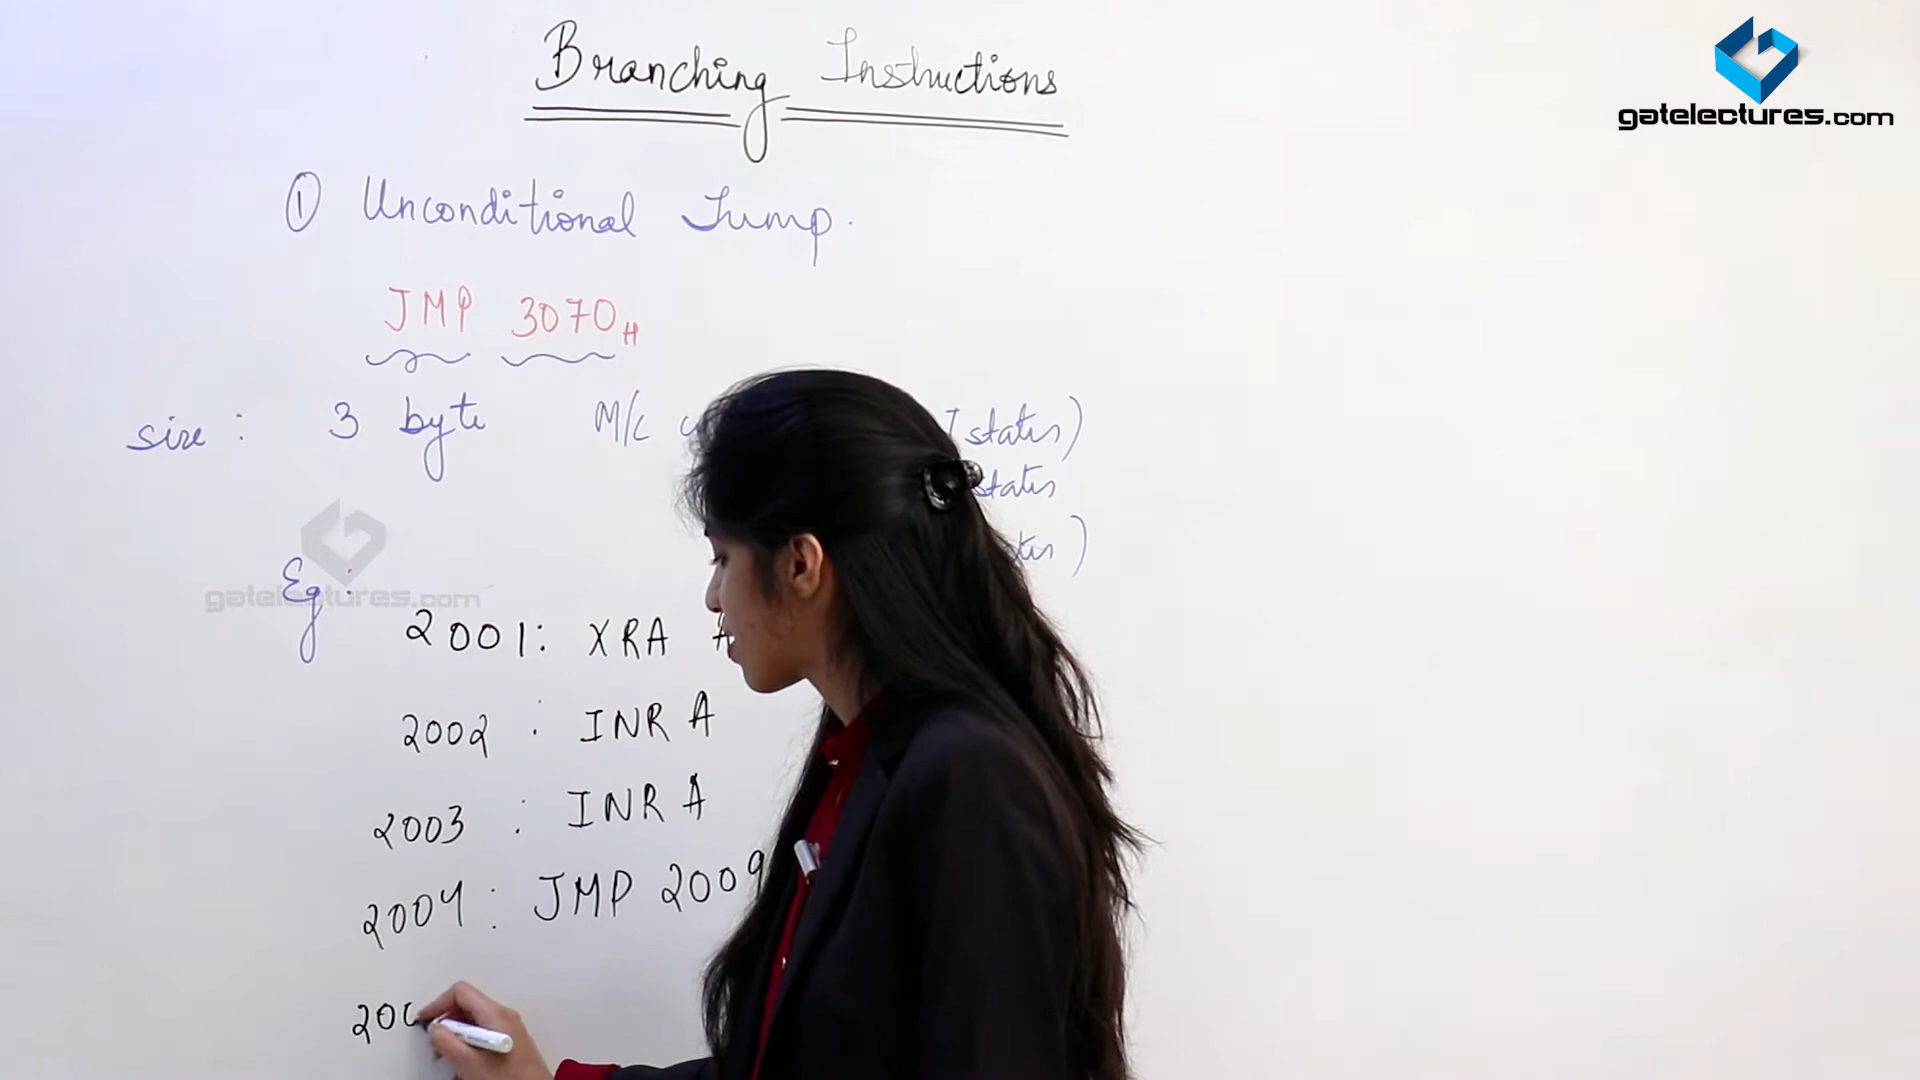 Branching Instructions
gatelectures.com
① Unconditional Jump.
JMP 3070H
size : 3 byte M/C
T states)
states
Eg :
gatelectures.com
2001: XRA A
2002 : INR A
2003 : INR A
2004 : JMP 2009
200